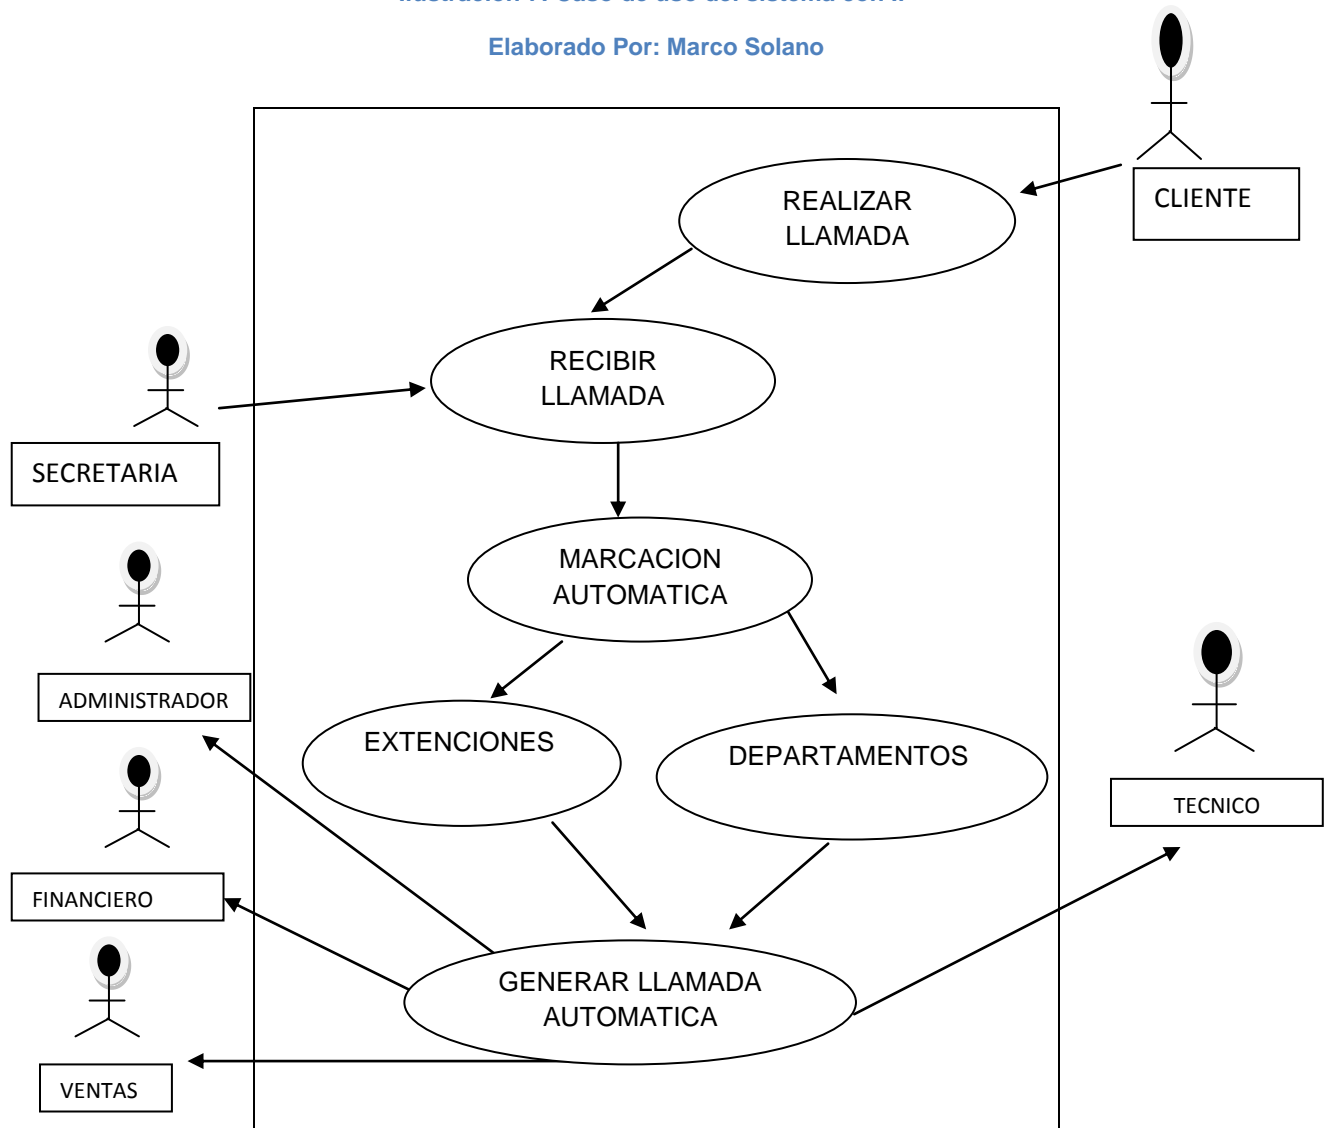 Elaborado Por: Marco Solano
REALIZAR
LLAMADA
CLIENTE
RECIBIR
LLAMADA
SECRETARIA
MARCACION
AUTOMATICA
ADMINISTRADOR
EXTENCIONES
DEPARTAMENTOS
TECNICO
FINANCIERO
GENERAR LLAMADA
AUTOMATICA
VENTAS